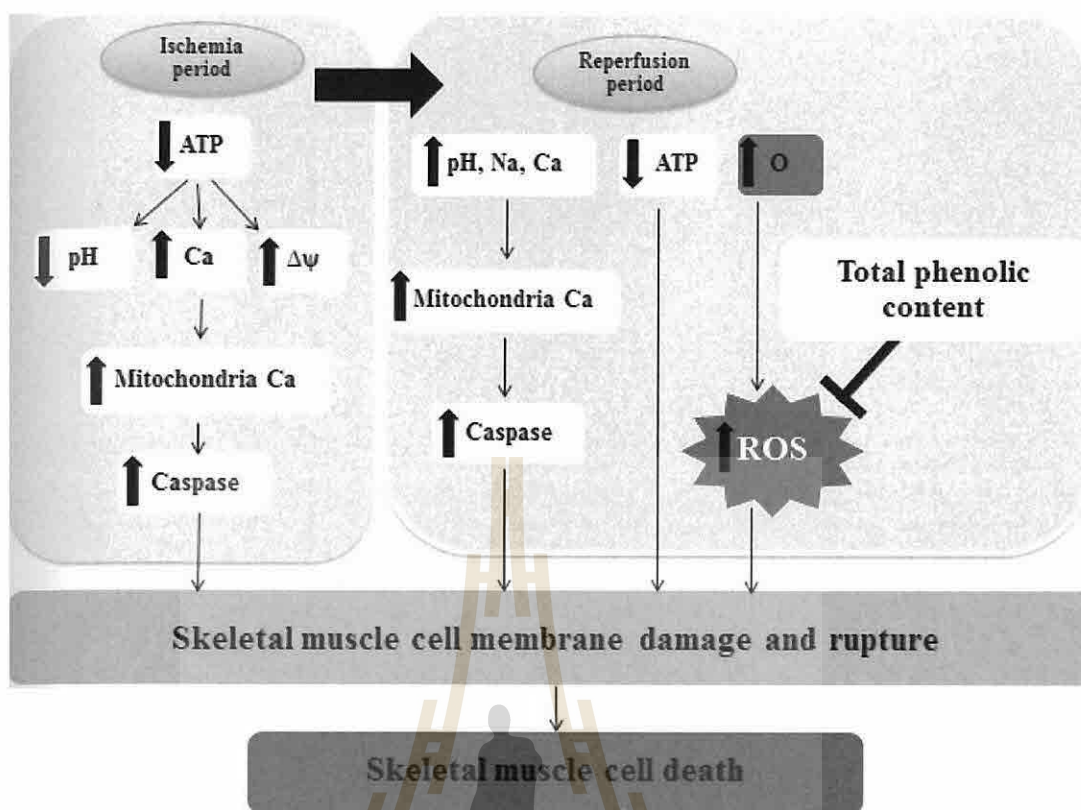 Ischemia
period
Reperfusion
period
ATP
pH
Ca
Δψ
Mitochondria Ca
Caspase
pH, Na, Ca
ATP
O
Mitochondria Ca
Caspase
Total phenolic
content
ROS
Skeletal muscle cell membrane damage and rupture
Skeletal muscle cell death